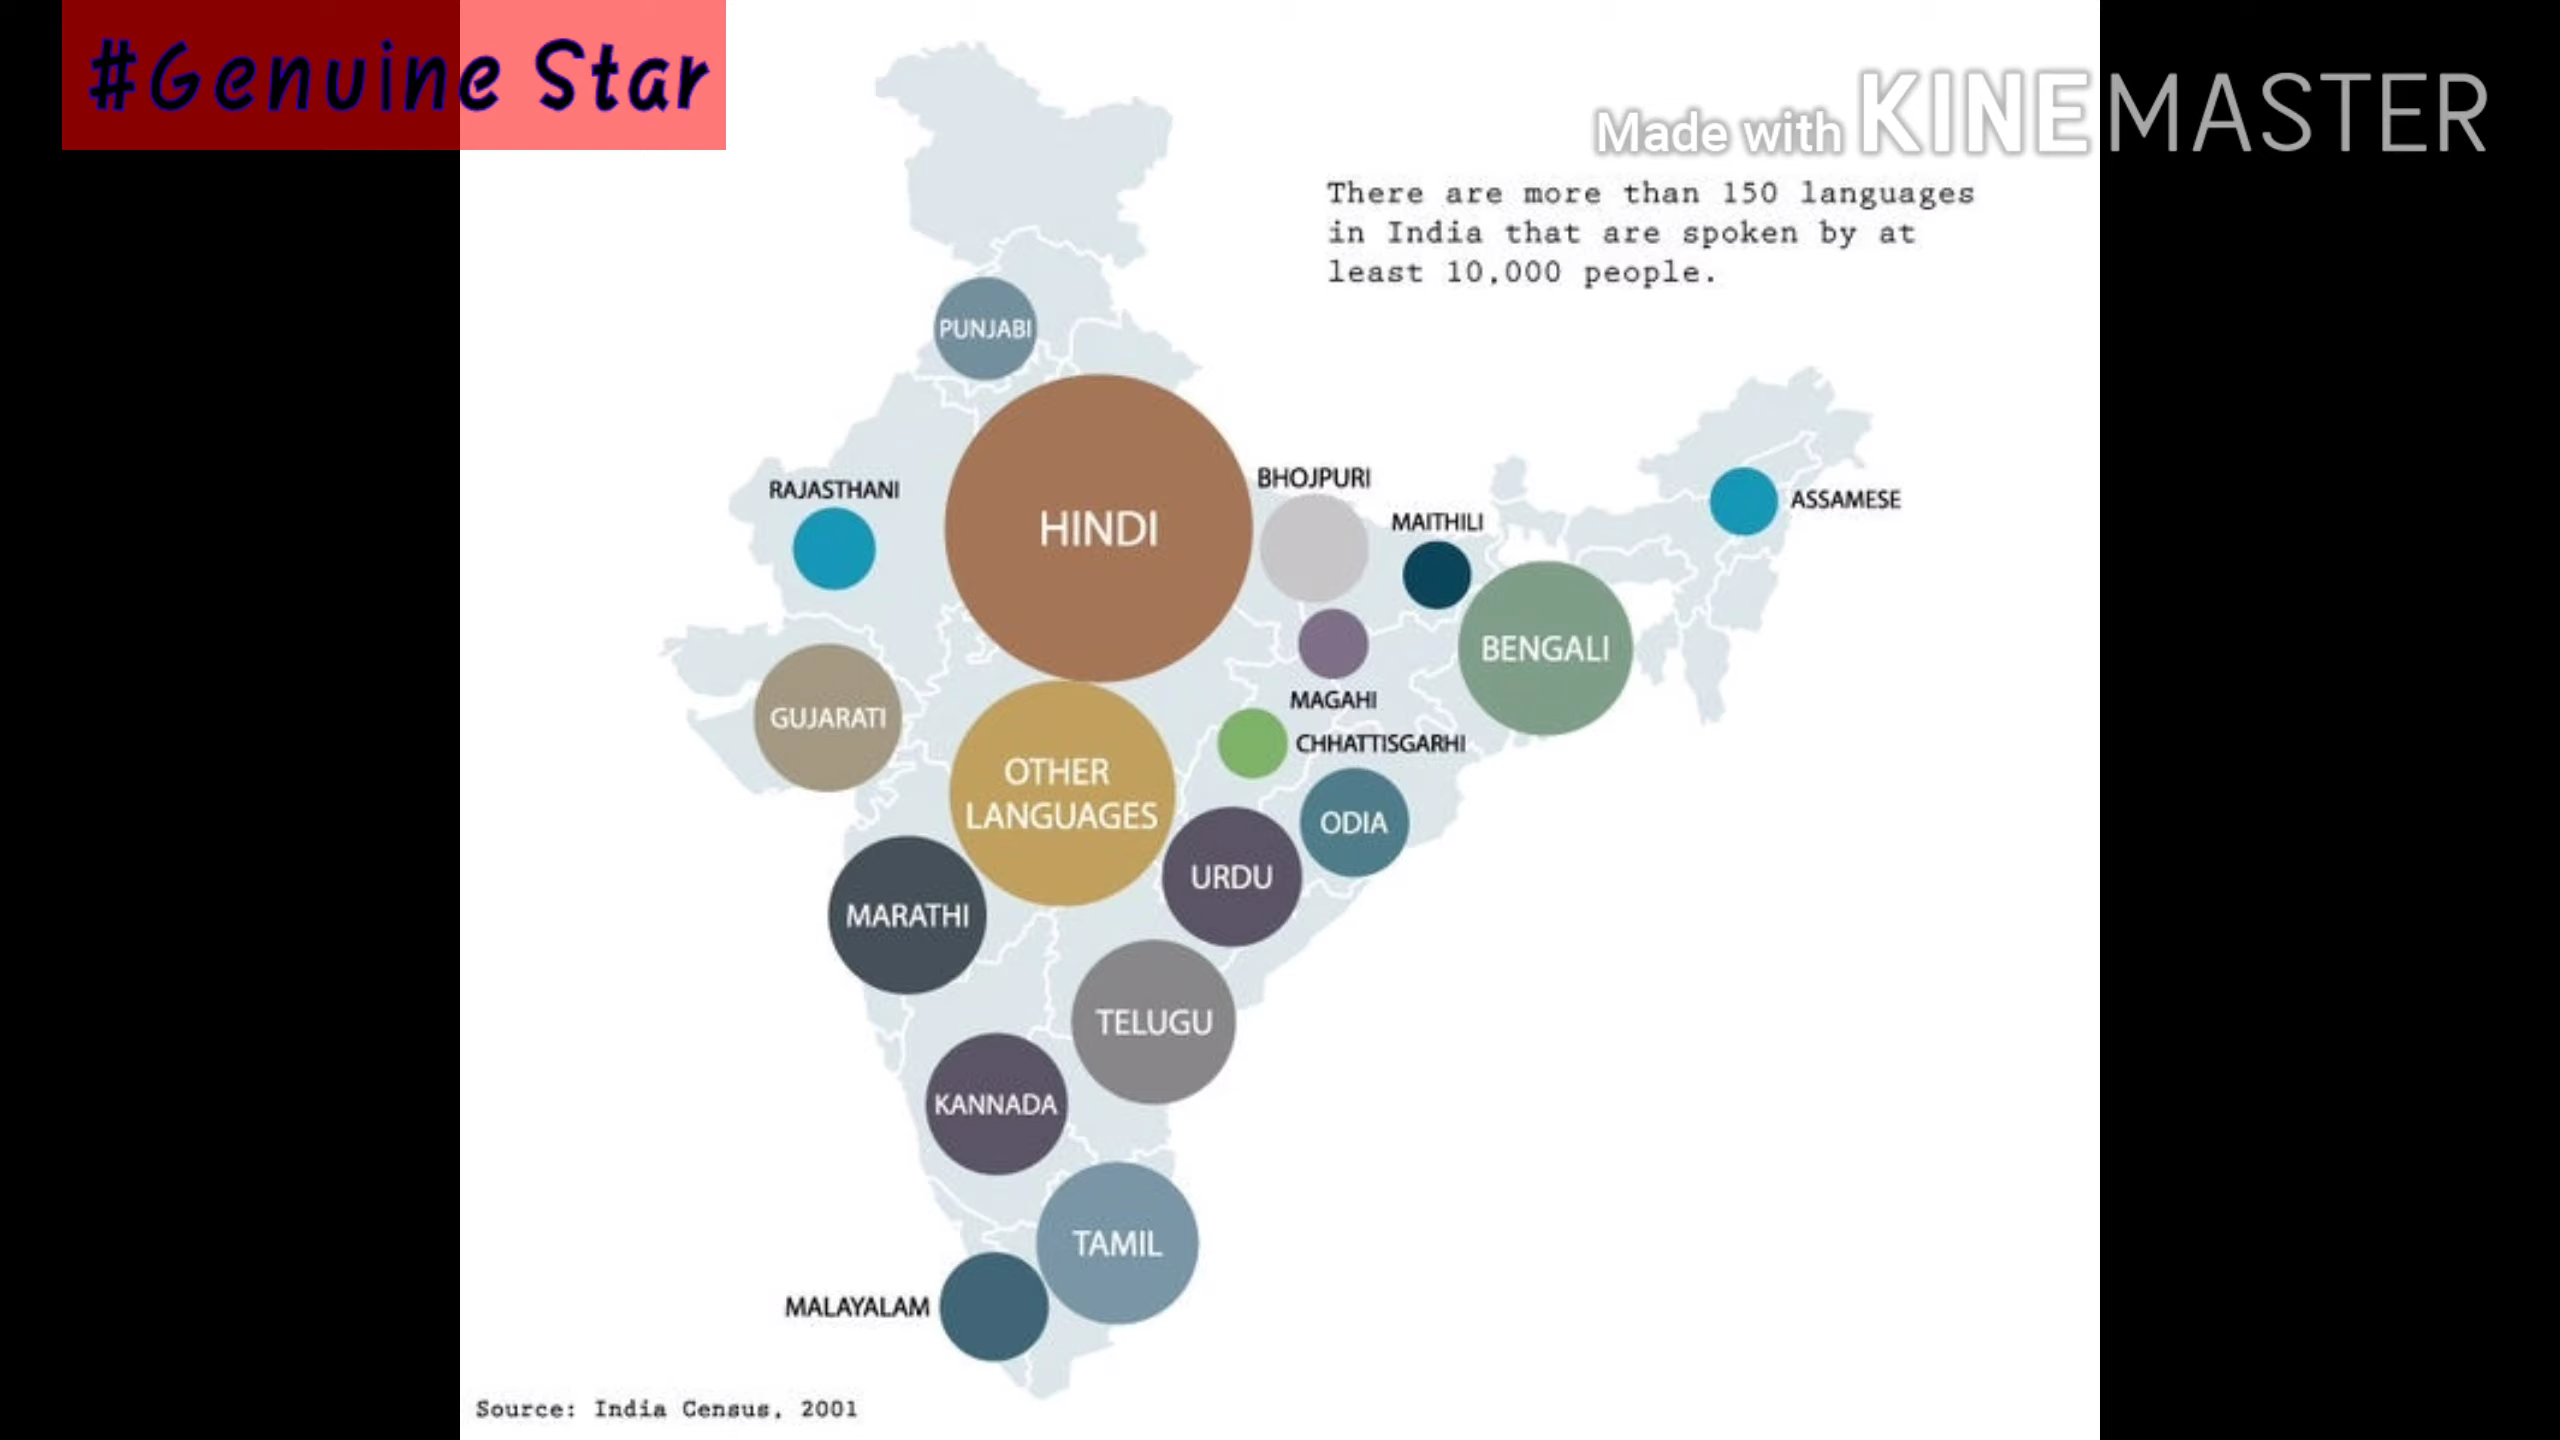 #Genuine Star
Made with KINEMASTER
There are more than 150 languages
in India that are spoken by at
least 10,000 people.
PUNJABI
HINDI
RAJASTHANI
BHOJPURI
MAITHILI
ASSAMESE
BENGALI
MAGAHI
GUJARATI
CHHATTISGARHI
OTHER
LANGUAGES
ODIA
URDU
MARATHI
TELUGU
KANNADA
TAMIL
MALAYALAM
Source: India Census, 2001